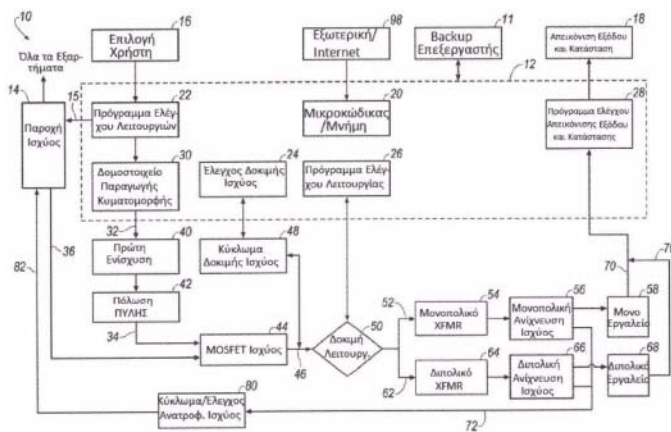 10
Όλα τα Εξαρ-
τήματα
14
15
Παροχή
Ισχύος
16
Επιλογή
Χρήστη
98
Εξωτερική/
Internet
11
Backup
Επεξεργαστής
12
18
Απεικόνιση Εξόδου και
Κατάσταση
22
Πρόγραμμα Ελέγ-
χου Λειτουργιών
20
Μικροκώδικας
/Μνήμη
28
Πρόγραμμα Ελέγχου
Απεικόνισης Εξόδου
και Κατάστασης
30
Δομοστοιχείο
Παραγωγής
Κυματομορφής
24
Έλεγχος Δοκιμής
Ισχύος
26
Πρόγραμμα Ελέγ-
χου Λειτουργίας
32
82
36
40
Πρώτη
Ενίσχυση
48
Κύκλωμα
Δοκιμής Ισχύος
42
Πόλωση
ΠΥΛΗΣ
34
44
MOSFET Ισχύος
46
50
Δοκιμή
Λειτουργ.
52
54
Μονοπολικό
XFMR
56
Μονοπολική
Ανίχνευση
Ισχύος
70
78
58
Μονο
Εργαλείο
62
64
Διπολικό
XFMR
66
Διπολική
Ανίχνευση
Ισχύος
68
Διπολικό
Εργαλείο
80
Κύκλωμα/Ελεγχος
Ανατροφ. Ισχύος
72